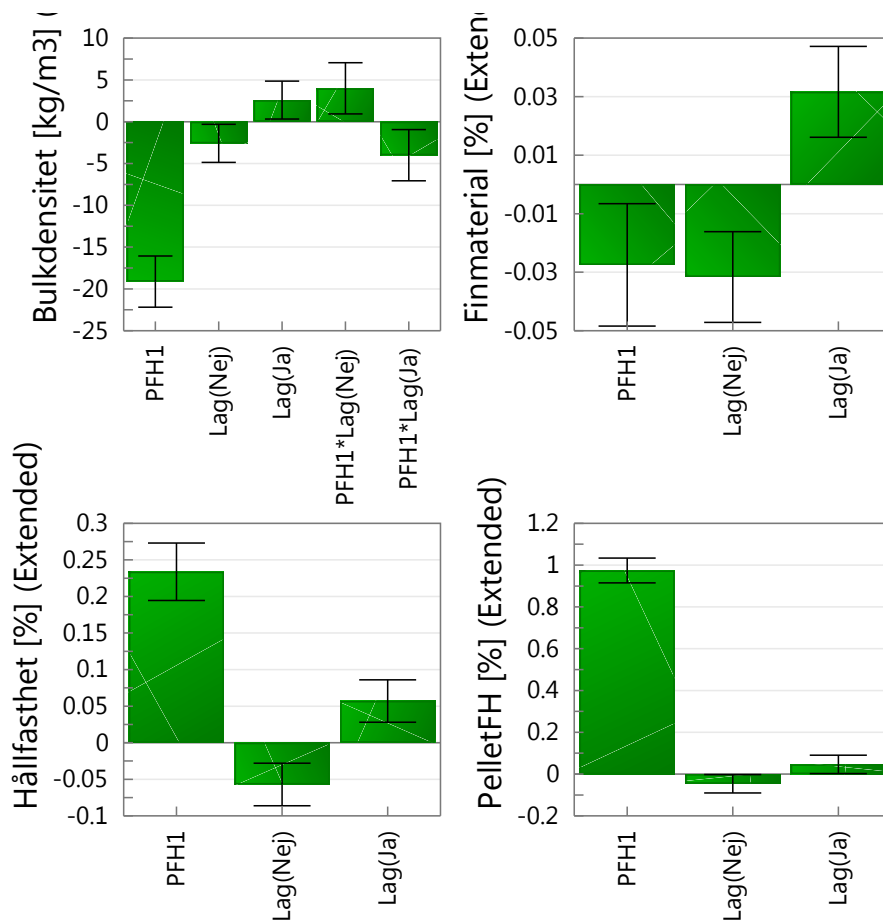 Bulkdensitet [kg/m3] (
10
5
0
-5
-10
-15
-20
-25
PFH1
Lag(Nej)
Lag(Ja)
PFH1*Lag(Nej)
PFH1*Lag(Ja)
Finmaterial [%] (Exten
0.05
0.03
0.01
-0.01
-0.03
-0.05
PFH1
Lag(Nej)
Lag(Ja)
Hållfasthet [%] (Extended)
0.3
0.25
0.2
0.15
0.1
0.05
0
-0.05
-0.1
PFH1
Lag(Nej)
Lag(Ja)
PelletFH [%] (Extended)
1.2
1
0.8
0.6
0.4
0.2
0
-0.2
PFH1
Lag(Nej)
Lag(Ja)